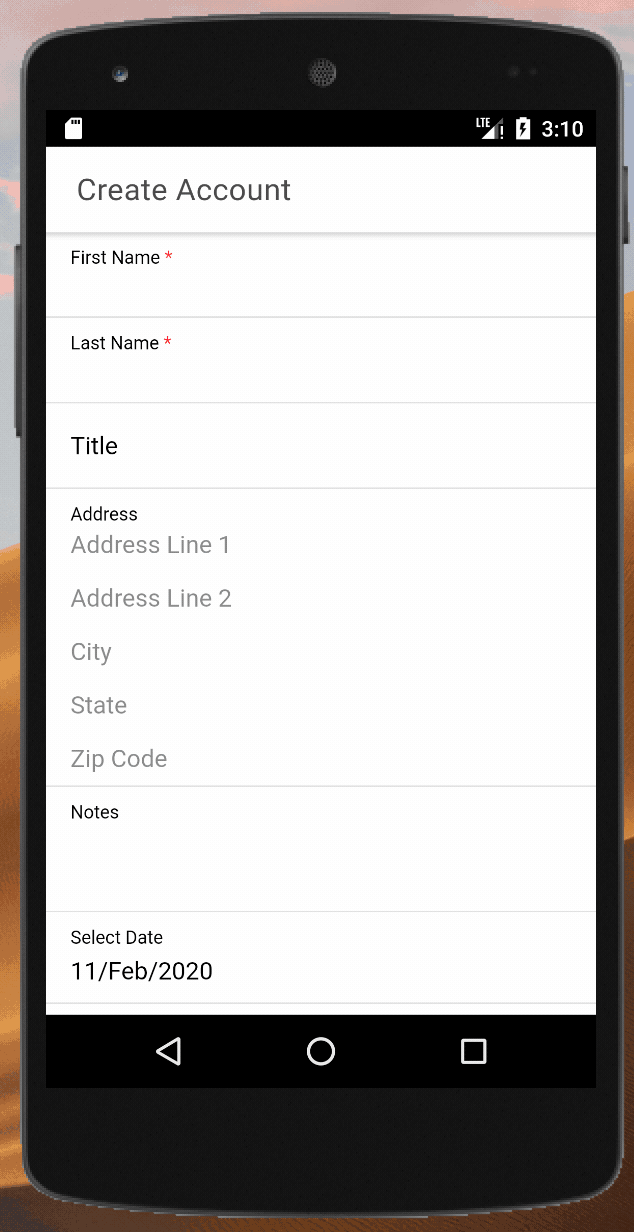 LTE 3:10
Create Account
First Name *
Last Name *
Title
Address
Address Line 1
Address Line 2
City
State
Zip Code
Notes
Select Date
11/Feb/2020